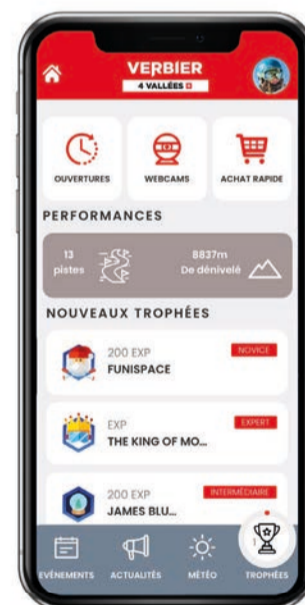 VERBIER
4 VALLÉES
OUVERTURES WEBCAMS ACHAT RAPIDE
PERFORMANCES
13 pistes
8837m
De dénivelé
NOUVEAUX TROPHÉES
200 EXP NOVICE
FUNISPACE
EXP EXPERT
THE KING OF MO...
200 EXP INTERMÉDIAIRE
JAMES BLU...
ÉVÉNEMENTS ACTUALITÉS MÉTÉO TROPHÉES